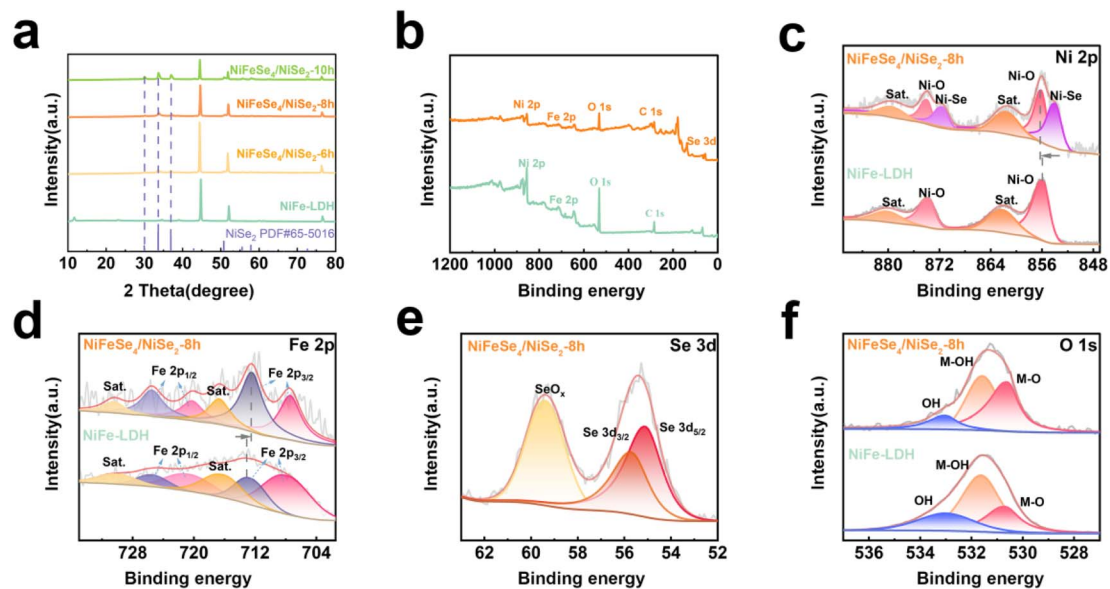 a
Intensity(a.u.)
NiFeSe₄/NiSe₂-10h
NiFeSe₄/NiSe₂-8h
NiFeSe₄/NiSe₂-6h
NiFe-LDH
NiSe₂ PDF#65-5016
10 20 30 40 50 60 70 80
2 Theta(degree)
b
Intensity(a.u.)
Ni 2p
Fe 2p
O 1s
C 1s
Se 3d
Ni 2p
Fe 2p
O 1s
C 1s
1200 1000 800 600 400 200 0
Binding energy
c
Intensity(a.u.)
NiFeSe₄/NiSe₂-8h
Ni 2p
Sat.
Ni-O
Ni-Se
Sat.
Ni-O
Ni-Se
NiFe-LDH
Sat.
Ni-O
Sat.
Ni-O
880 872 864 856 848
Binding energy
d
Intensity(a.u.)
NiFeSe₄/NiSe₂-8h
Fe 2p
Sat.
Fe 2p₁/₂
Sat.
Fe 2p₃/₂
NiFe-LDH
Sat.
Fe 2p₁/₂
Sat.
Fe 2p₃/₂
728 720 712 704
Binding energy
e
Intensity(a.u.)
NiFeSe₄/NiSe₂-8h
Se 3d
SeOₓ
Se 3d₃/₂
Se 3d₅/₂
62 60 58 56 54 52
Binding energy
f
Intensity(a.u.)
NiFeSe₄/NiSe₂-8h
O 1s
M-OH
M-O
OH
NiFe-LDH
M-OH
OH
M-O
536 534 532 530 528
Binding energy